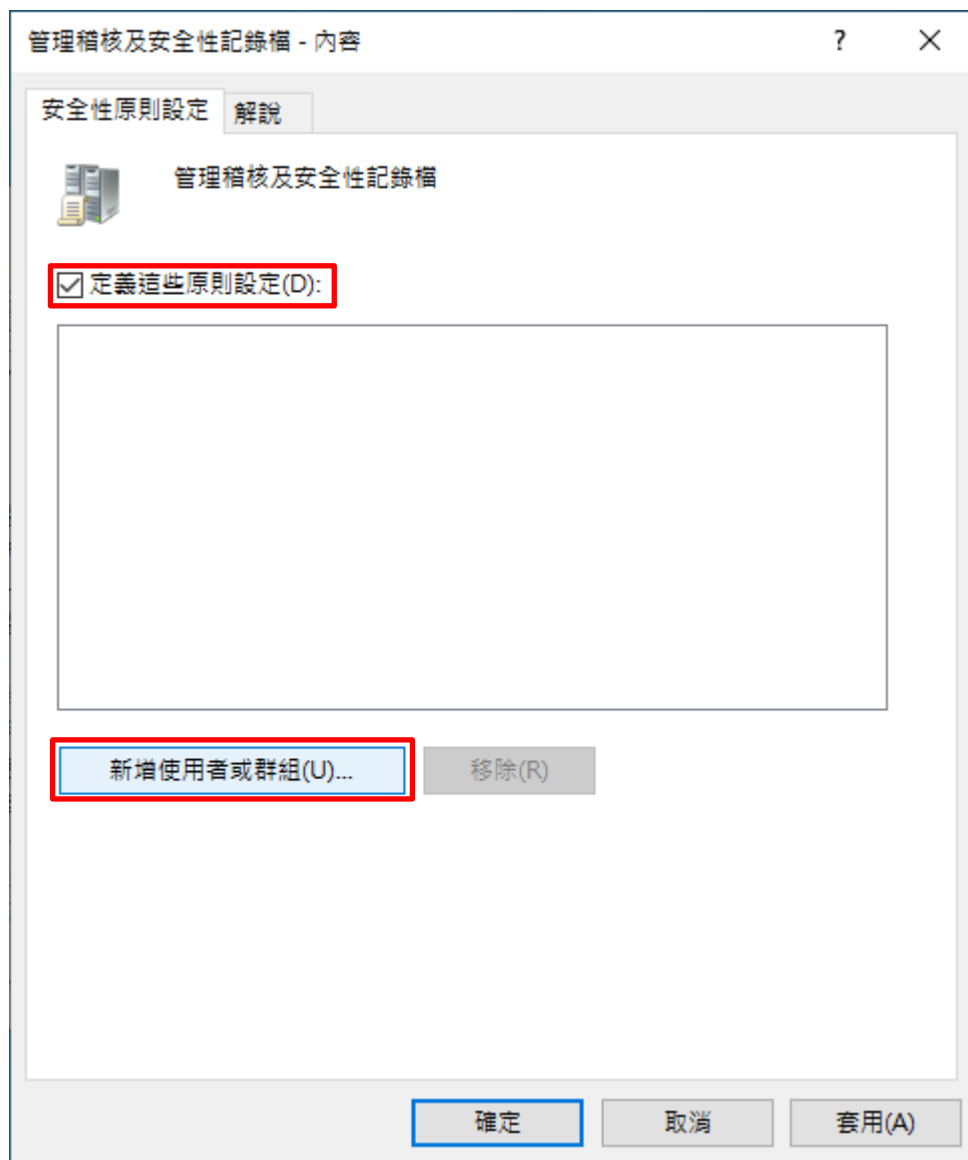 管理稽核及安全性記錄檔 - 內容
?
安全性原則設定
解說
管理稽核及安全性記錄檔
定義這些原則設定(D):
新增使用者或群組(U)...
移除(R)
確定
取消
套用(A)